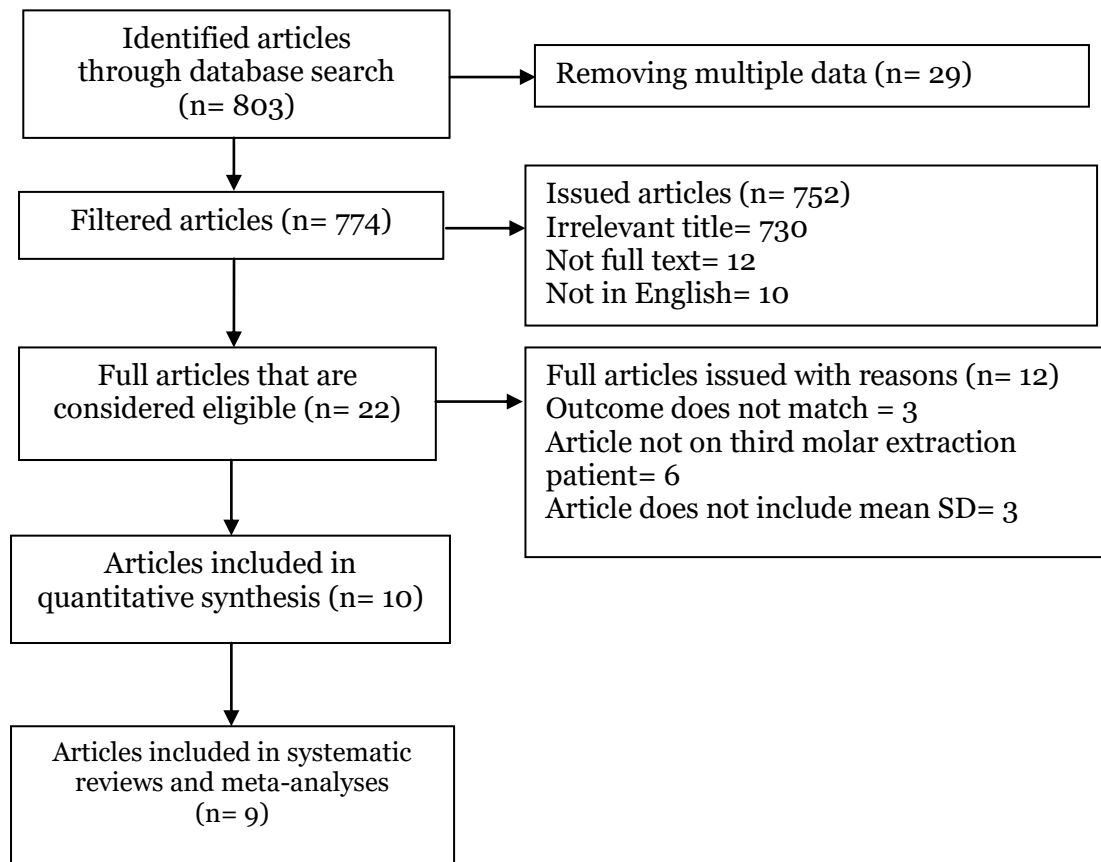 Identified articles
through database search
(n= 803)
Removing multiple data (n= 29)
Filtered articles (n= 774)
Issued articles (n= 752)
Irrelevant title= 730
Not full text= 12
Not in English= 10
Full articles that are
considered eligible (n= 22)
Full articles issued with reasons (n= 12)
Outcome does not match = 3
Article not on third molar extraction
patient= 6
Article does not include mean SD= 3
Articles included in
quantitative synthesis (n= 10)
Articles included in systematic
reviews and meta-analyses
(n= 9)